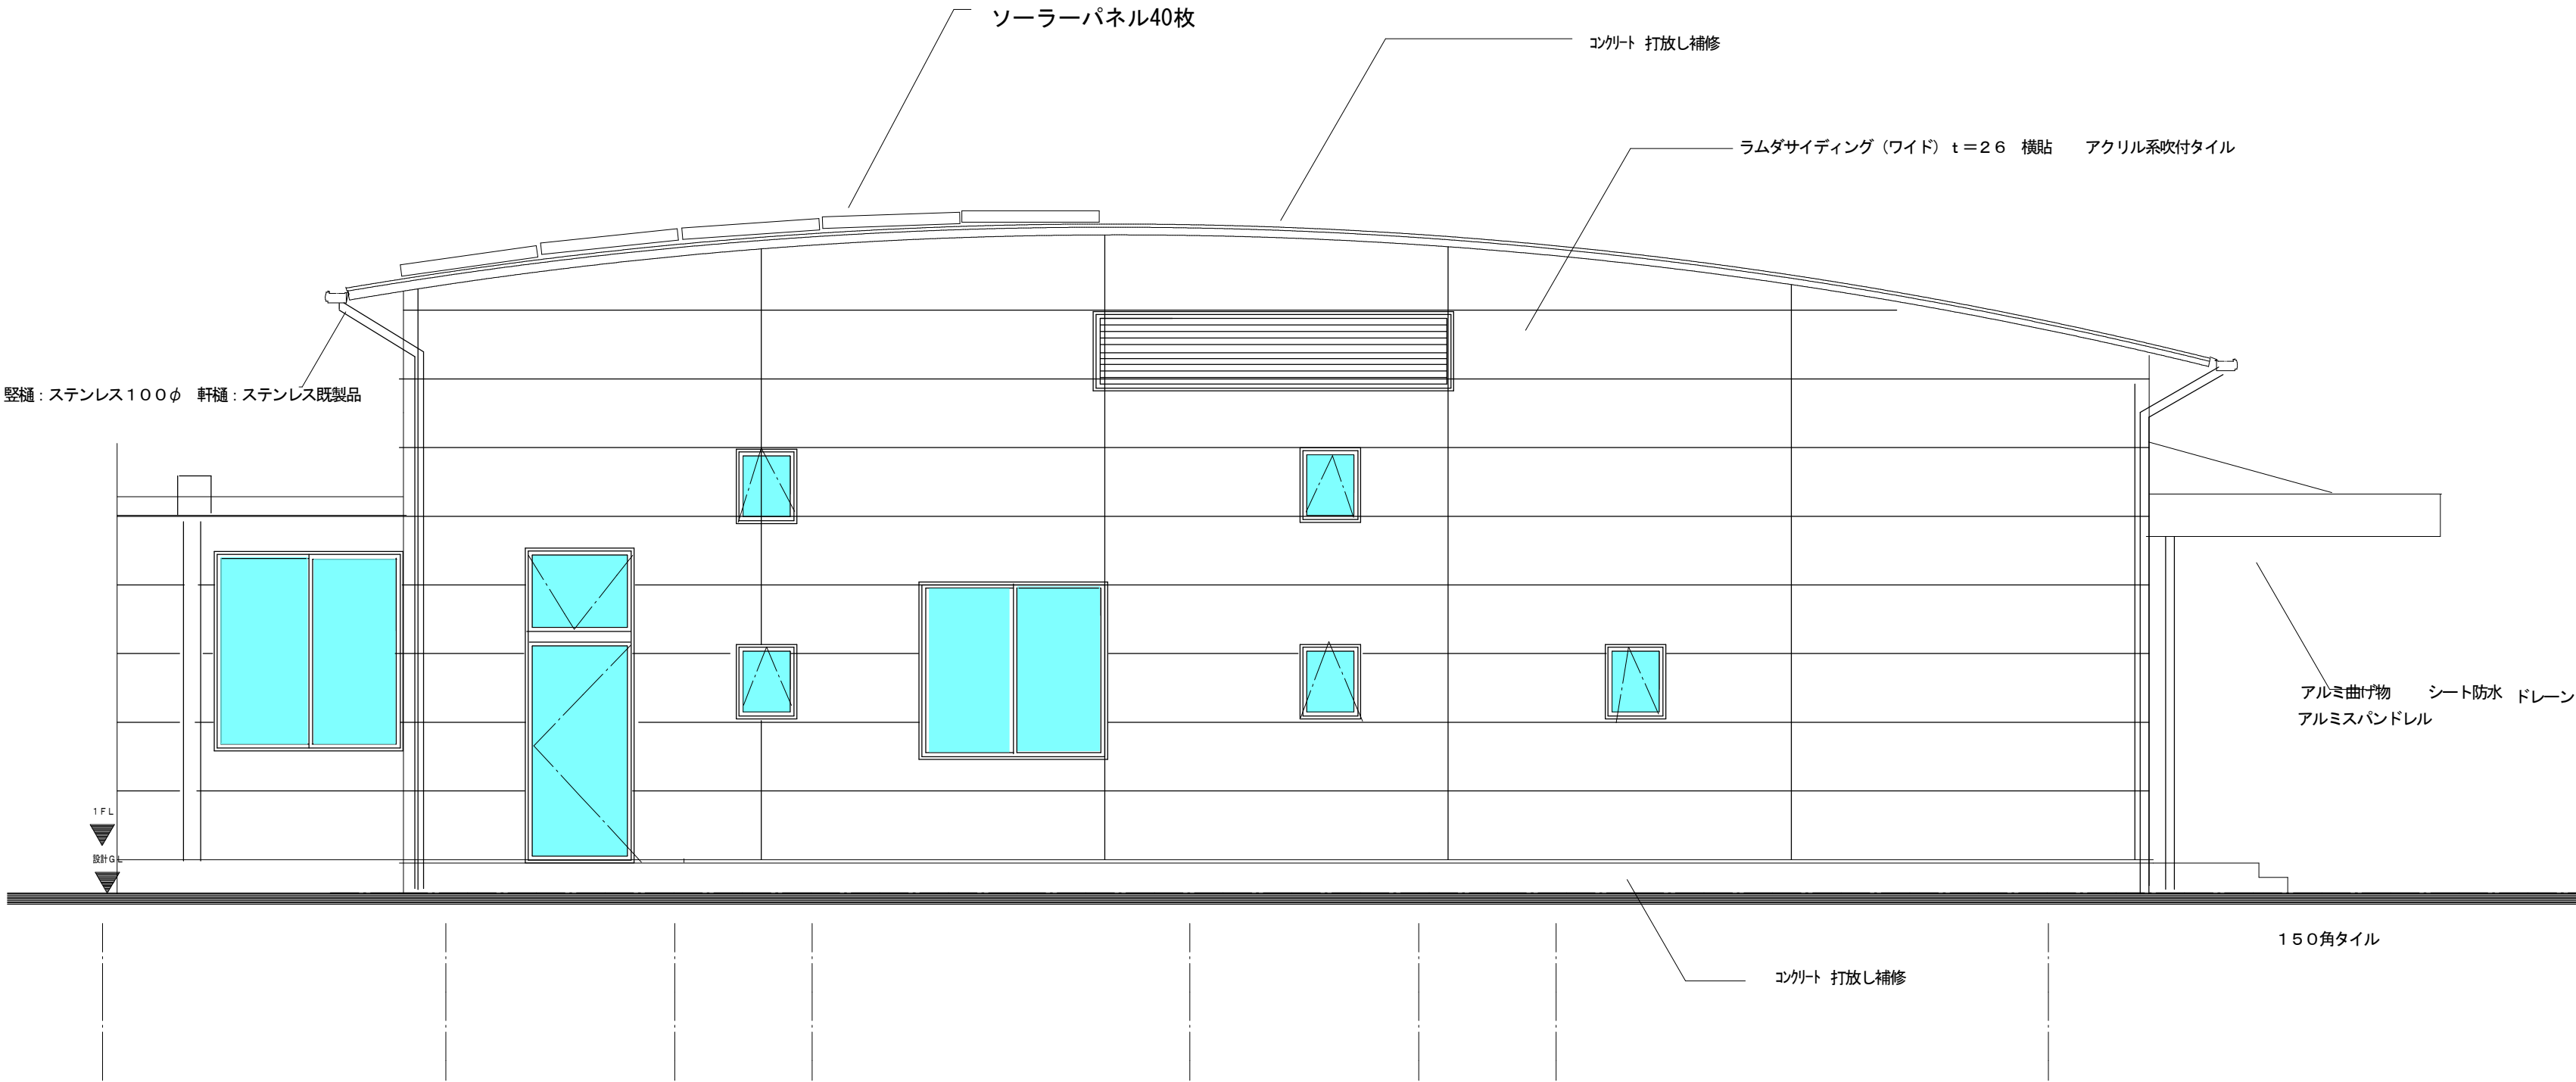 ソーラーパネル40枚
コンクリート 打放し補修
ラムダサイディング（ワイド）ｔ＝２６　横貼　　アクリル系吹付タイル
竪樋：ステンレス１００φ　軒樋：ステンレス既製品
アルミ曲げ物　　シート防水　ドレーン
アルミスパンドレル
１ＦＬ
設計ＧＬ
１５０角タイル
コンクリート 打放し補修